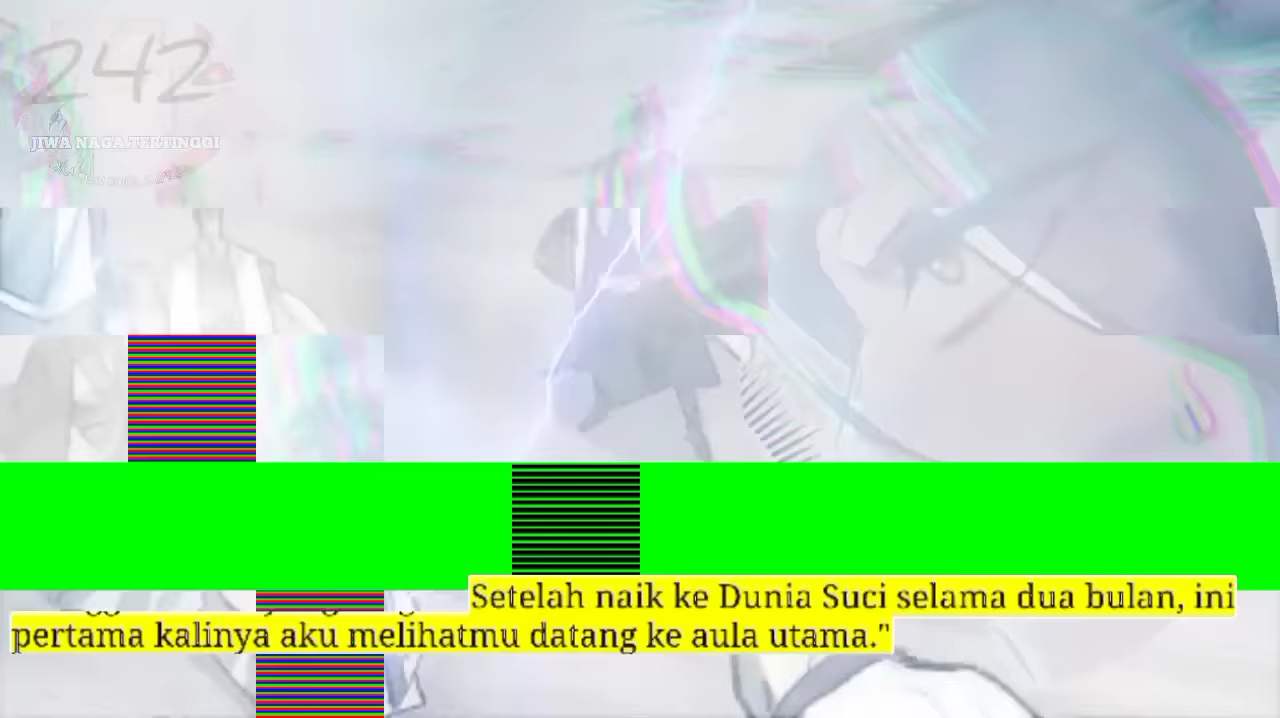 242
JIWA NAGA TERTINGGI
Setelah naik ke Dunia Suci selama dua bulan, ini
pertama kalinya aku melihatmu datang ke aula utama."